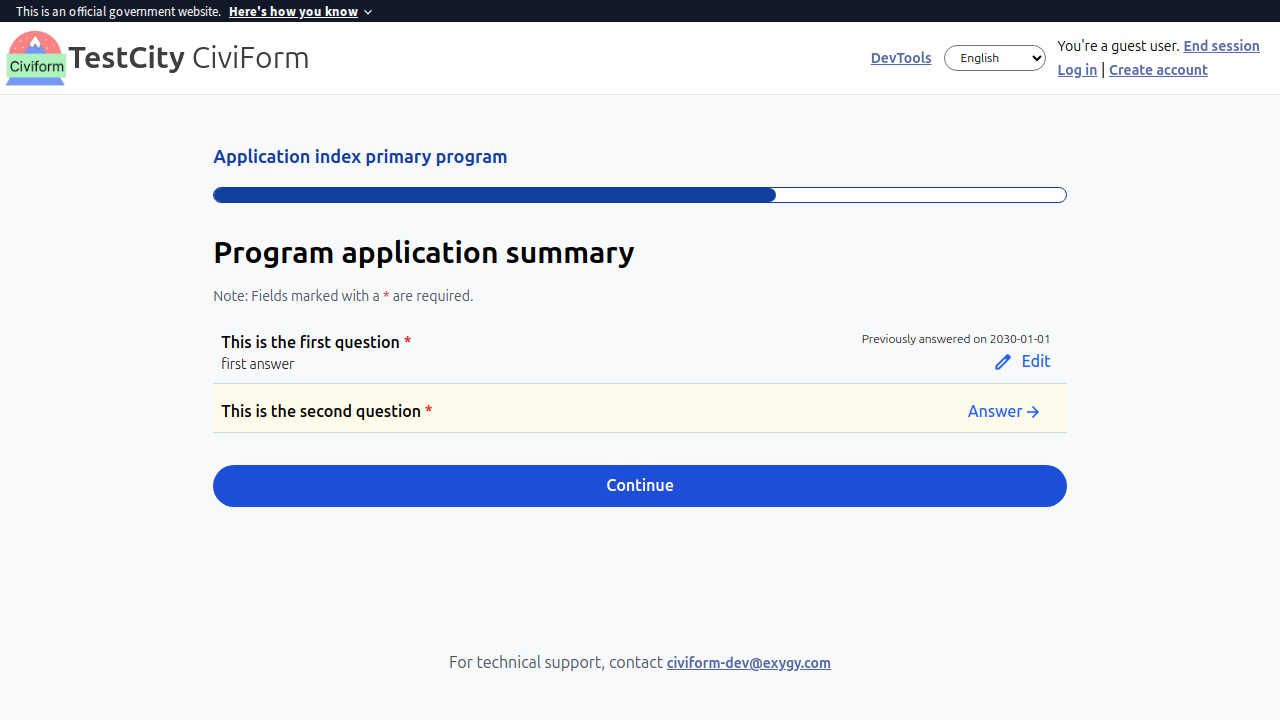 This is an official government website. Here's how you know
Civiform
TestCity CiviForm
DevTools
English
You're a guest user. End session
Log in | Create account
Application index primary program
Program application summary
Note: Fields marked with a * are required.
This is the first question *
Previously answered on 2030-01-01
first answer
Edit
This is the second question *
Answer
Continue
For technical support, contact civiform-dev@exygy.com